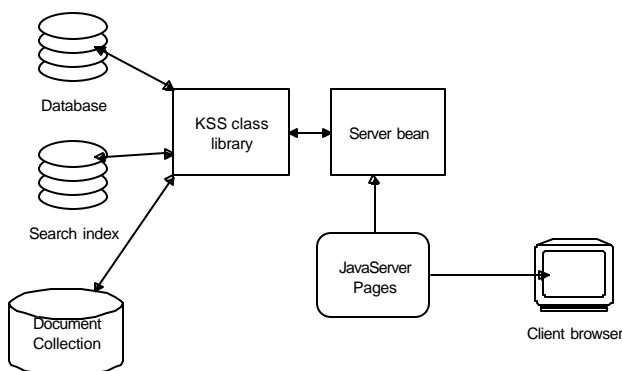 Database
KSS class
library
Server bean
Search index
JavaServer
Pages
Document
Collection
Client browser